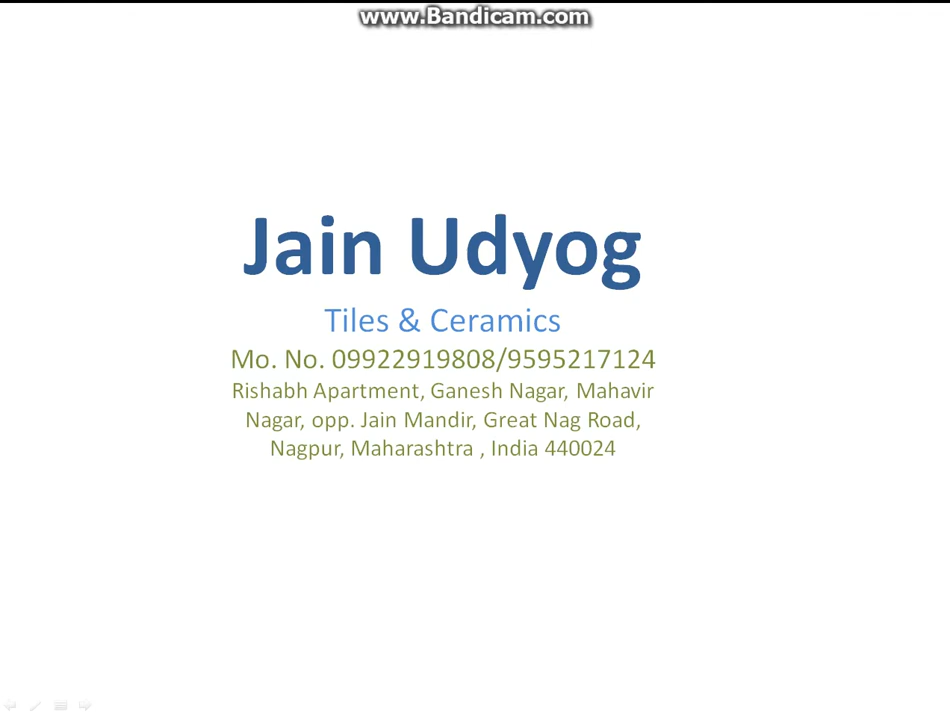 www.Bandicam.com
Jain Udyog
Tiles & Ceramics
Mo. No. 09922919808/9595217124
Rishabh Apartment, Ganesh Nagar, Mahavir
Nagar, opp. Jain Mandir, Great Nag Road,
Nagpur, Maharashtra , India 440024